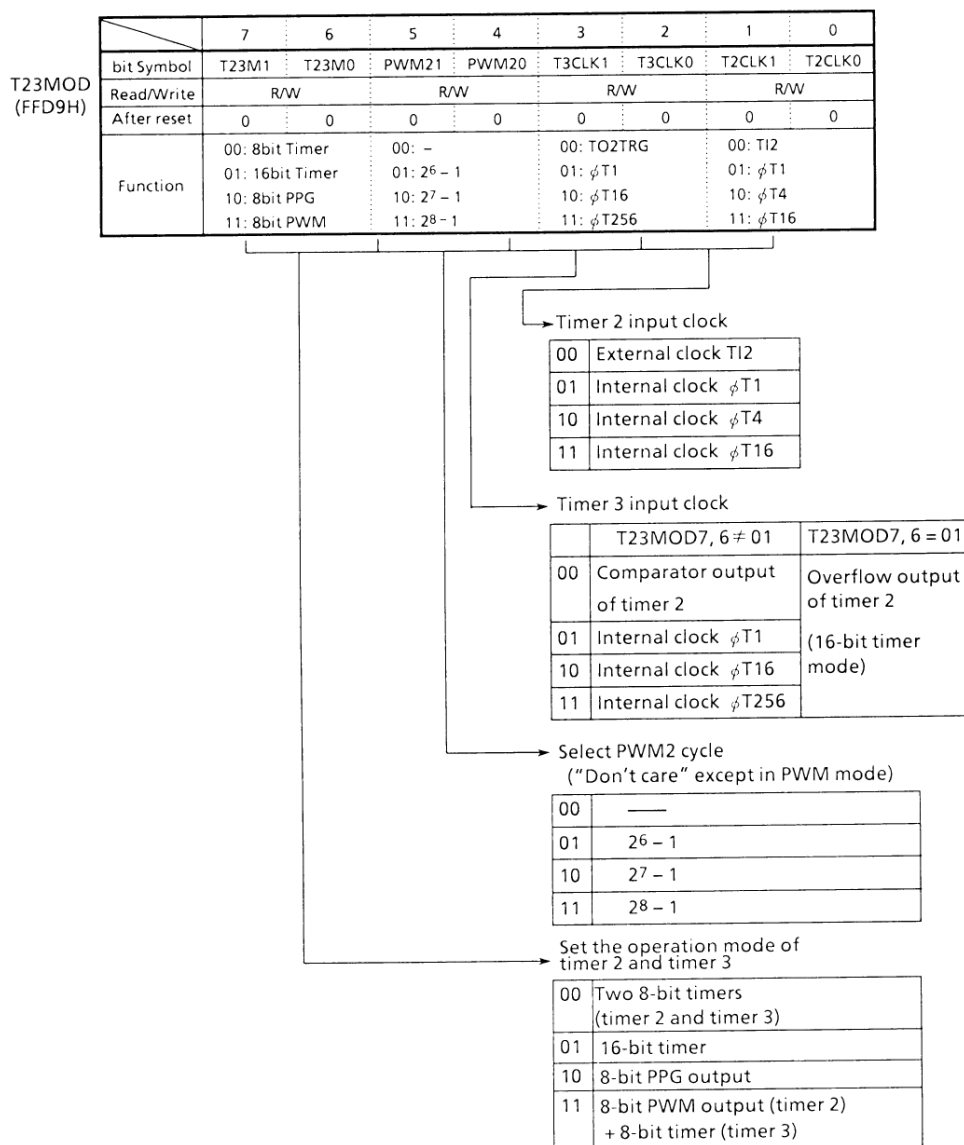 7 6 5 4 3 2 1 0
T23MOD
(FFD9H)
bit Symbol T23M1 T23M0 PWM21 PWM20 T3CLK1 T3CLK0 T2CLK1 T2CLK0
Read/Write R/W R/W R/W R/W
After reset 0 0 0 0 0 0 0 0
Function
00: 8bit Timer 00: – 00: TO2TRG 00: TI2
01: 16bit Timer 01: 2⁶ – 1 01: ϕT1 01: ϕT1
10: 8bit PPG 10: 2⁷ – 1 10: ϕT16 10: ϕT4
11: 8bit PWM 11: 2⁸ – 1 11: ϕT256 11: ϕT16
Timer 2 input clock
00 External clock TI2
01 Internal clock ϕT1
10 Internal clock ϕT4
11 Internal clock ϕT16
Timer 3 input clock
T23MOD7, 6 ≠ 01 T23MOD7, 6 = 01
00 Comparator output
of timer 2
01 Internal clock ϕT1
10 Internal clock ϕT16
11 Internal clock ϕT256
Overflow output
of timer 2
(16-bit timer
mode)
Select PWM2 cycle
("Don't care" except in PWM mode)
00 —
01 2⁶ – 1
10 2⁷ – 1
11 2⁸ – 1
Set the operation mode of
timer 2 and timer 3
00 Two 8-bit timers
(timer 2 and timer 3)
01 16-bit timer
10 8-bit PPG output
11 8-bit PWM output (timer 2)
+ 8-bit timer (timer 3)